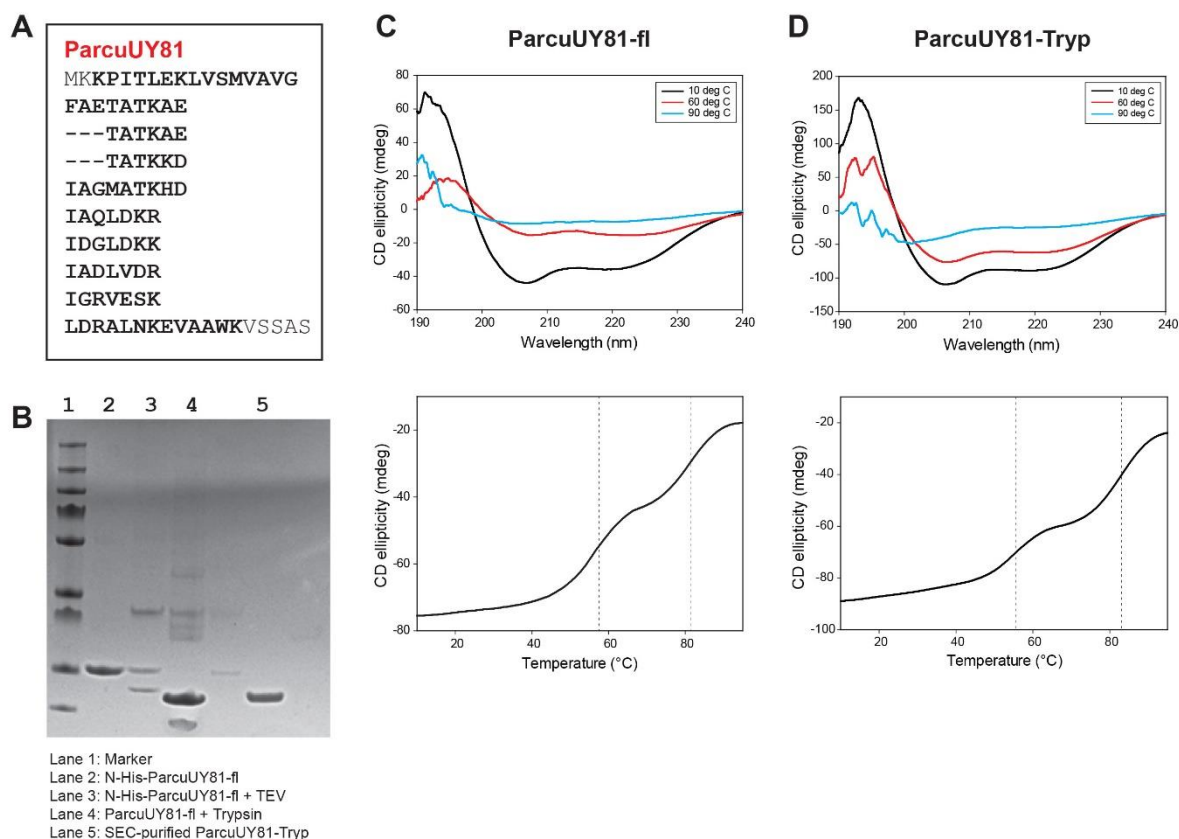 A
ParcuUY81
MKKPITLEKLVSMVAVG
FAETATKAE
---TATKAE
---TATKKD
IAGMATKHD
IAQLDKR
IDGLDKK
IADLVDR
IGRVESK
LDRALNKEVAAWKVSSAS
B
1 2 3 4 5
Lane 1: Marker
Lane 2: N-His-ParcuUY81-fl
Lane 3: N-His-ParcuUY81-fl + TEV
Lane 4: ParcuUY81-fl + Trypsin
Lane 5: SEC-purified ParcuUY81-Tryp
C
ParcuUY81-fl
10 deg C
60 deg C
90 deg C
CD ellipticity (mdeg)
80
60
40
20
0
-20
-40
-60
190 200 210 220 230 240
Wavelength (nm)
CD ellipticity (mdeg)
-20
-40
-60
-80
20 40 60 80
Temperature (°C)
D
ParcuUY81-Tryp
10 deg C
60 deg C
90 deg C
CD ellipticity (mdeg)
200
150
100
50
0
-50
-100
-150
190 200 210 220 230 240
Wavelength (nm)
CD ellipticity (mdeg)
-20
-40
-60
-80
-100
20 40 60 80
Temperature (°C)